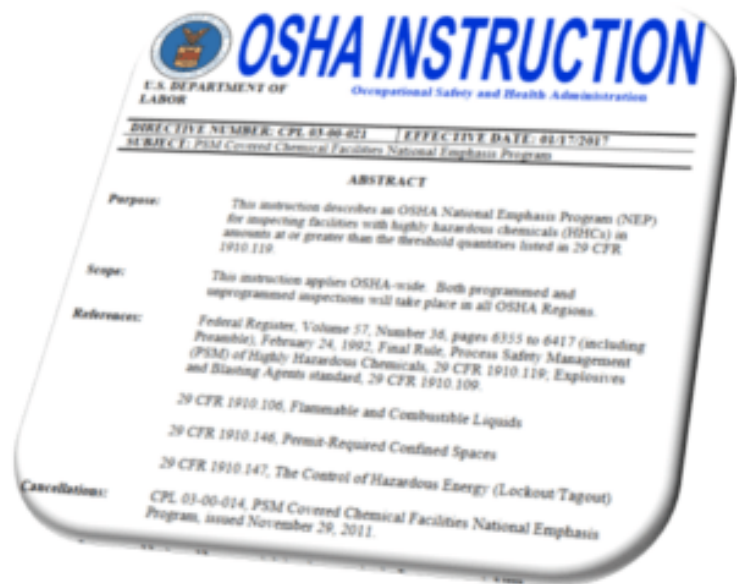 OSHA INSTRUCTION
U.S. DEPARTMENT OF
LABOR
Occupational Safety and Health Administration
DIRECTIVE NUMBER: CPL 03-00-021
EFFECTIVE DATE: 01/17/2017
SUBJECT: PSM Covered Chemical Facilities National Emphasis Program
ABSTRACT
Purpose:
This instruction describes an OSHA National Emphasis Program (NEP)
for inspecting facilities with highly hazardous chemicals (HHCs) in
amounts at or greater than the threshold quantities listed in 29 CFR
1910.119.
Scope:
This instruction applies OSHA-wide. Both programmed and
unprogrammed inspections will take place in all OSHA Regions.
References:
Federal Register, Volume 57, Number 36, pages 6355 to 6417 (including
Preamble), February 24, 1992, Final Rule, Process Safety Management
(PSM) of Highly Hazardous Chemicals, 29 CFR 1910.119; Explosives
and Blasting Agents standard, 29 CFR 1910.109.
29 CFR 1910.106, Flammable and Combustible Liquids
29 CFR 1910.146, Permit-Required Confined Spaces
29 CFR 1910.147, The Control of Hazardous Energy (Lockout/Tagout)
Cancellations:
CPL 03-00-014, PSM Covered Chemical Facilities National Emphasis
Program, issued November 29, 2011.